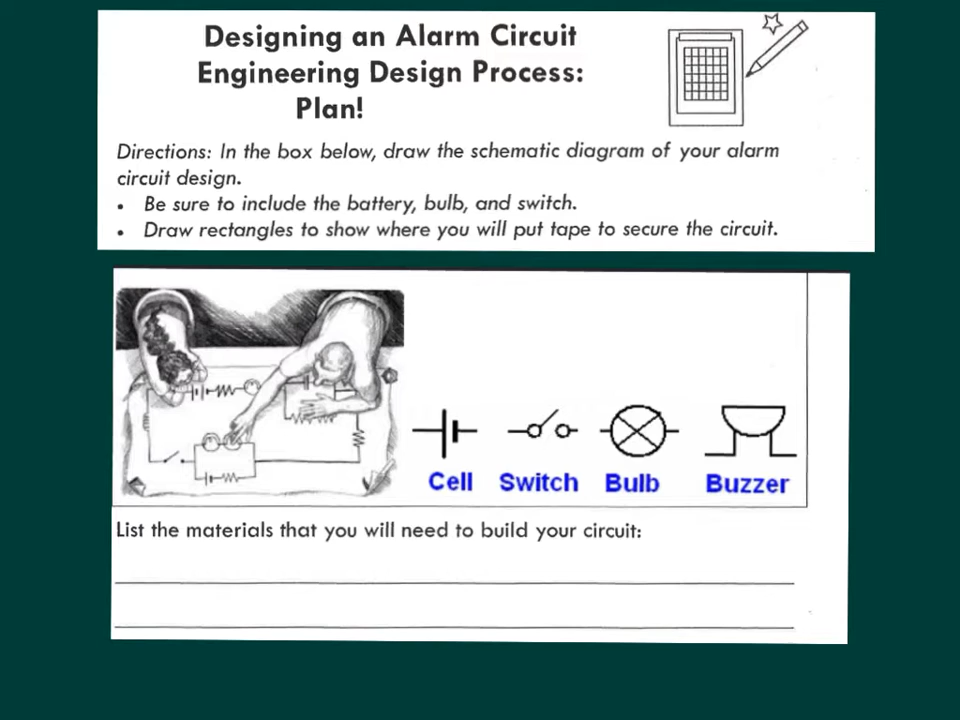 Designing an Alarm Circuit
Engineering Design Process:
Plan!
Directions: In the box below, draw the schematic diagram of your alarm
circuit design.
• Be sure to include the battery, bulb, and switch.
• Draw rectangles to show where you will put tape to secure the circuit.
Cell Switch Bulb Buzzer
List the materials that you will need to build your circuit: